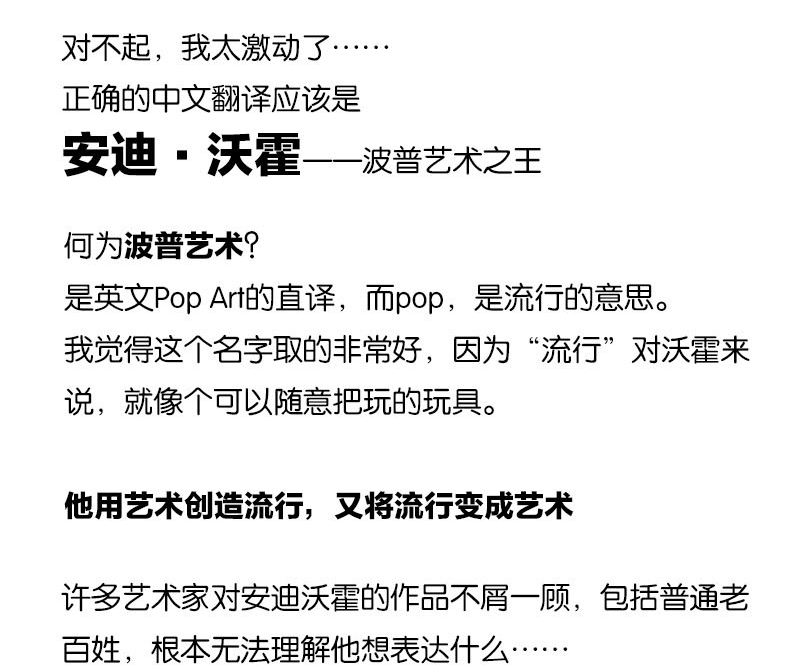 对不起，我太激动了……
正确的中文翻译应该是
安迪·沃霍——波普艺术之王
何为波普艺术？
是英文Pop Art的直译，而pop，是流行的意思。
我觉得这个名字取的非常好，因为“流行”对沃霍来
说，就像个可以随意把玩的玩具。
他用艺术创造流行，又将流行变成艺术
许多艺术家对安迪沃霍的作品不屑一顾，包括普通老
百姓，根本无法理解他想表达什么……